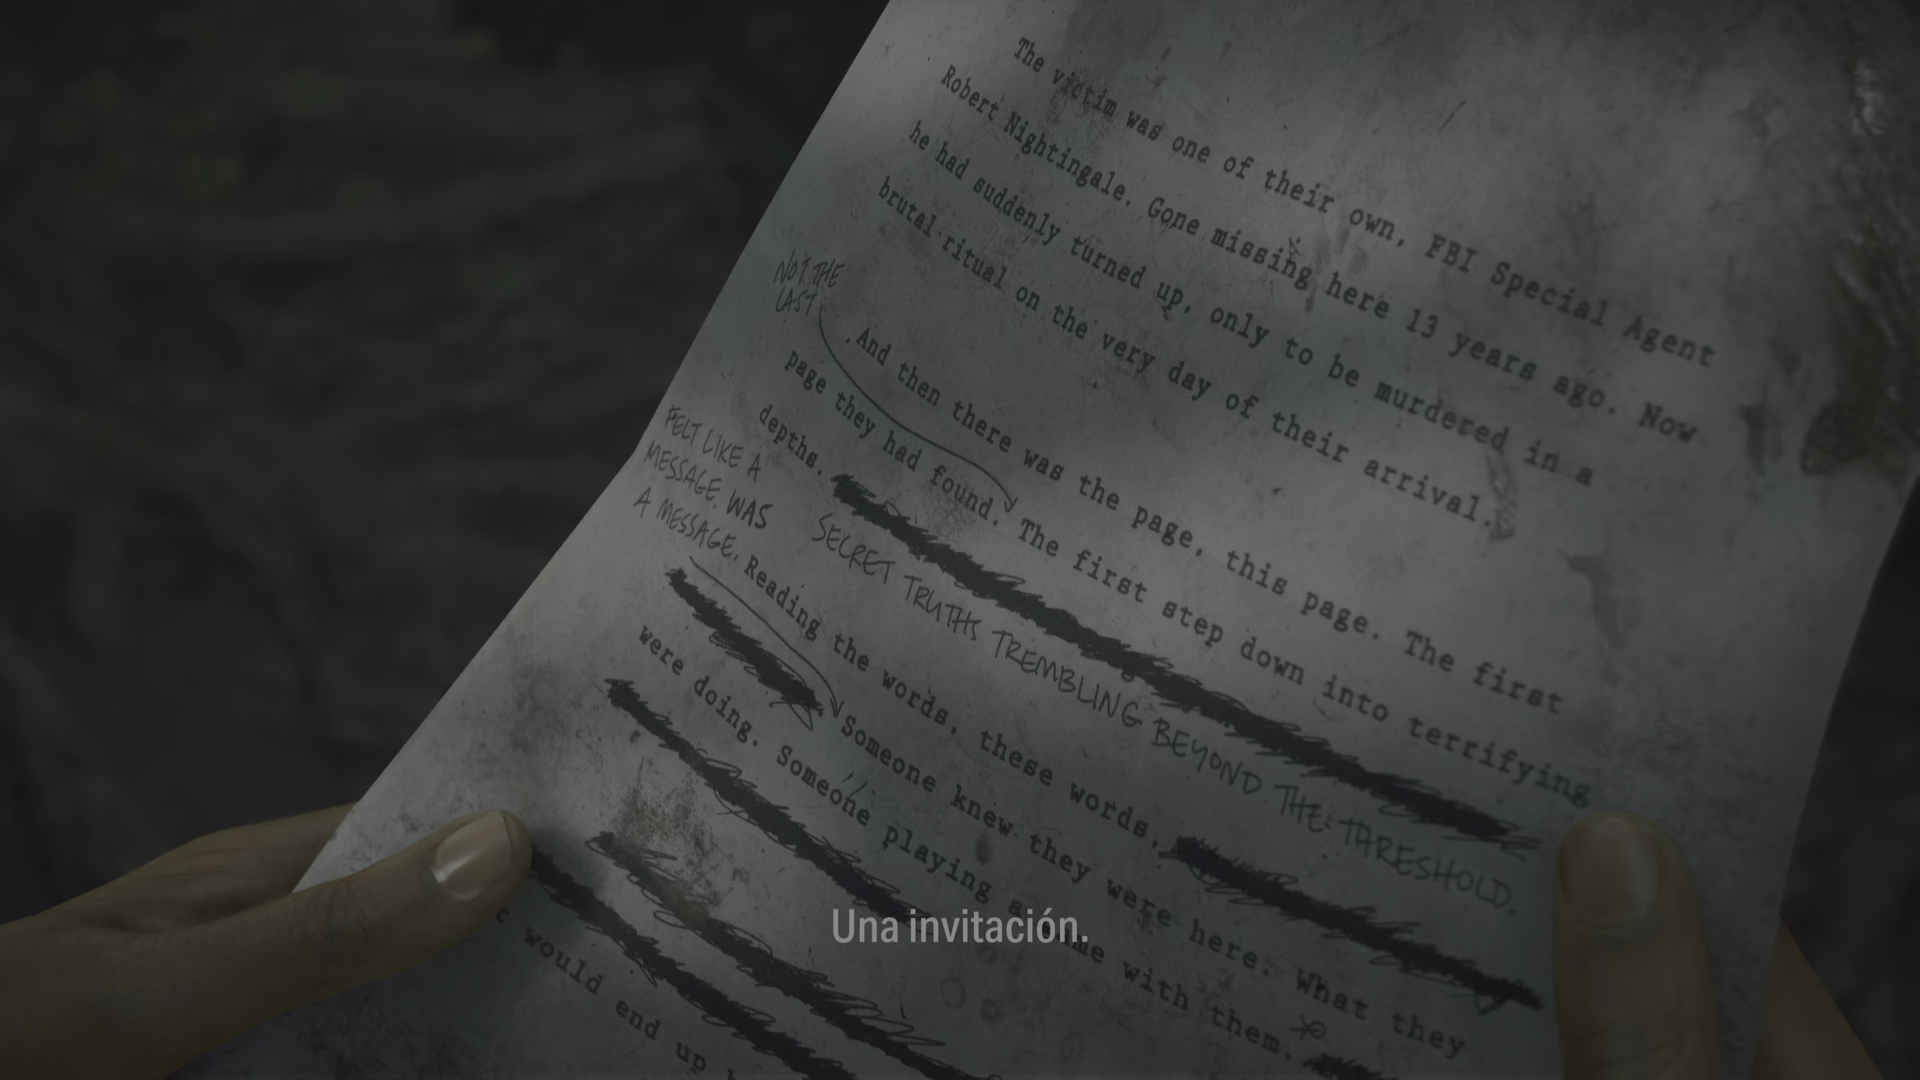 The victim was one of their own, FBI Special Agent
Robert Nightingale. Gone missing here 13 years ago. Now
he had suddenly turned up, only to be murdered in a
brutal ritual on the very day of their arrival.
NOT THE
LAST
And then there was the page, this page. The first
page they had found. The first step down into terrifying
depths.
SECRET TRUTHS TREMBLING BEYOND THE THRESHOLD.
FELT LIKE A
MESSAGE. WAS
A MESSAGE.
Reading the words, these words,
Someone knew they were here. What they
were doing. Someone playing a game with them.
would end up
Una invitación.